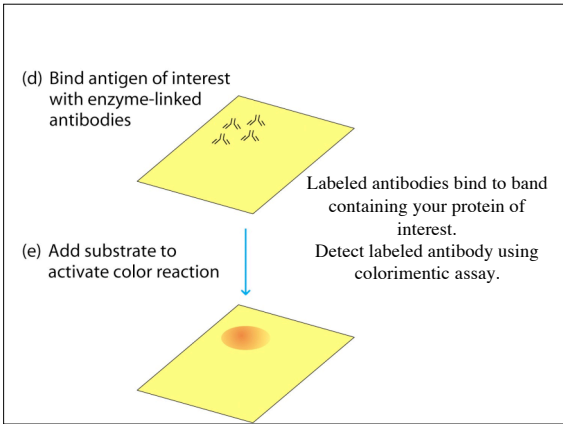 (d) Bind antigen of interest
with enzyme-linked
antibodies
Labeled antibodies bind to band
containing your protein of
interest.
Detect labeled antibody using
colorimentic assay.
(e) Add substrate to
activate color reaction